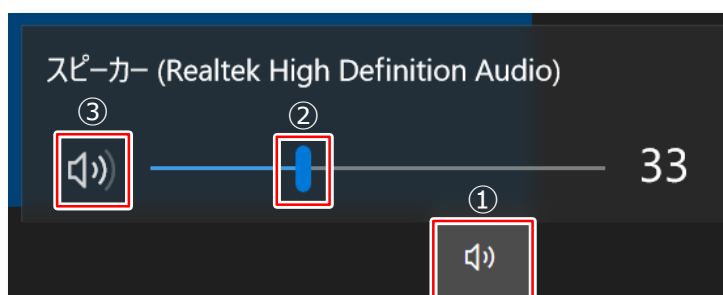 スピーカー (Realtek High Definition Audio)
③
②
33
①